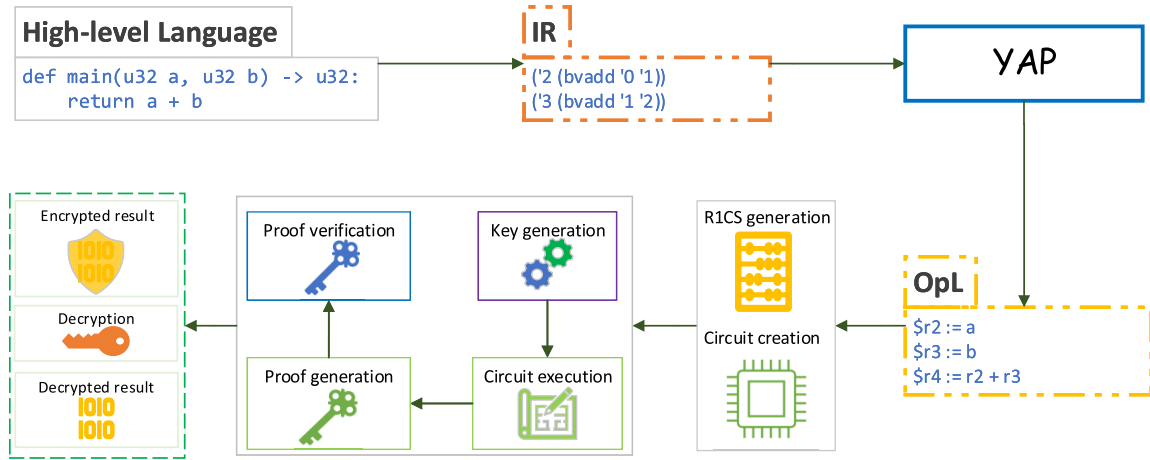 High-level Language
def main(u32 a, u32 b) -> u32:
return a + b
IR
('2 (bvadd '0 '1))
('3 (bvadd '1 '2))
YAP
OpL
$r2 := a
$r3 := b
$r4 := r2 + r3
R1CS generation
Circuit creation
Key generation
Circuit execution
Proof generation
Proof verification
Encrypted result
1010
1010
Decryption
Decrypted result
1010
1010